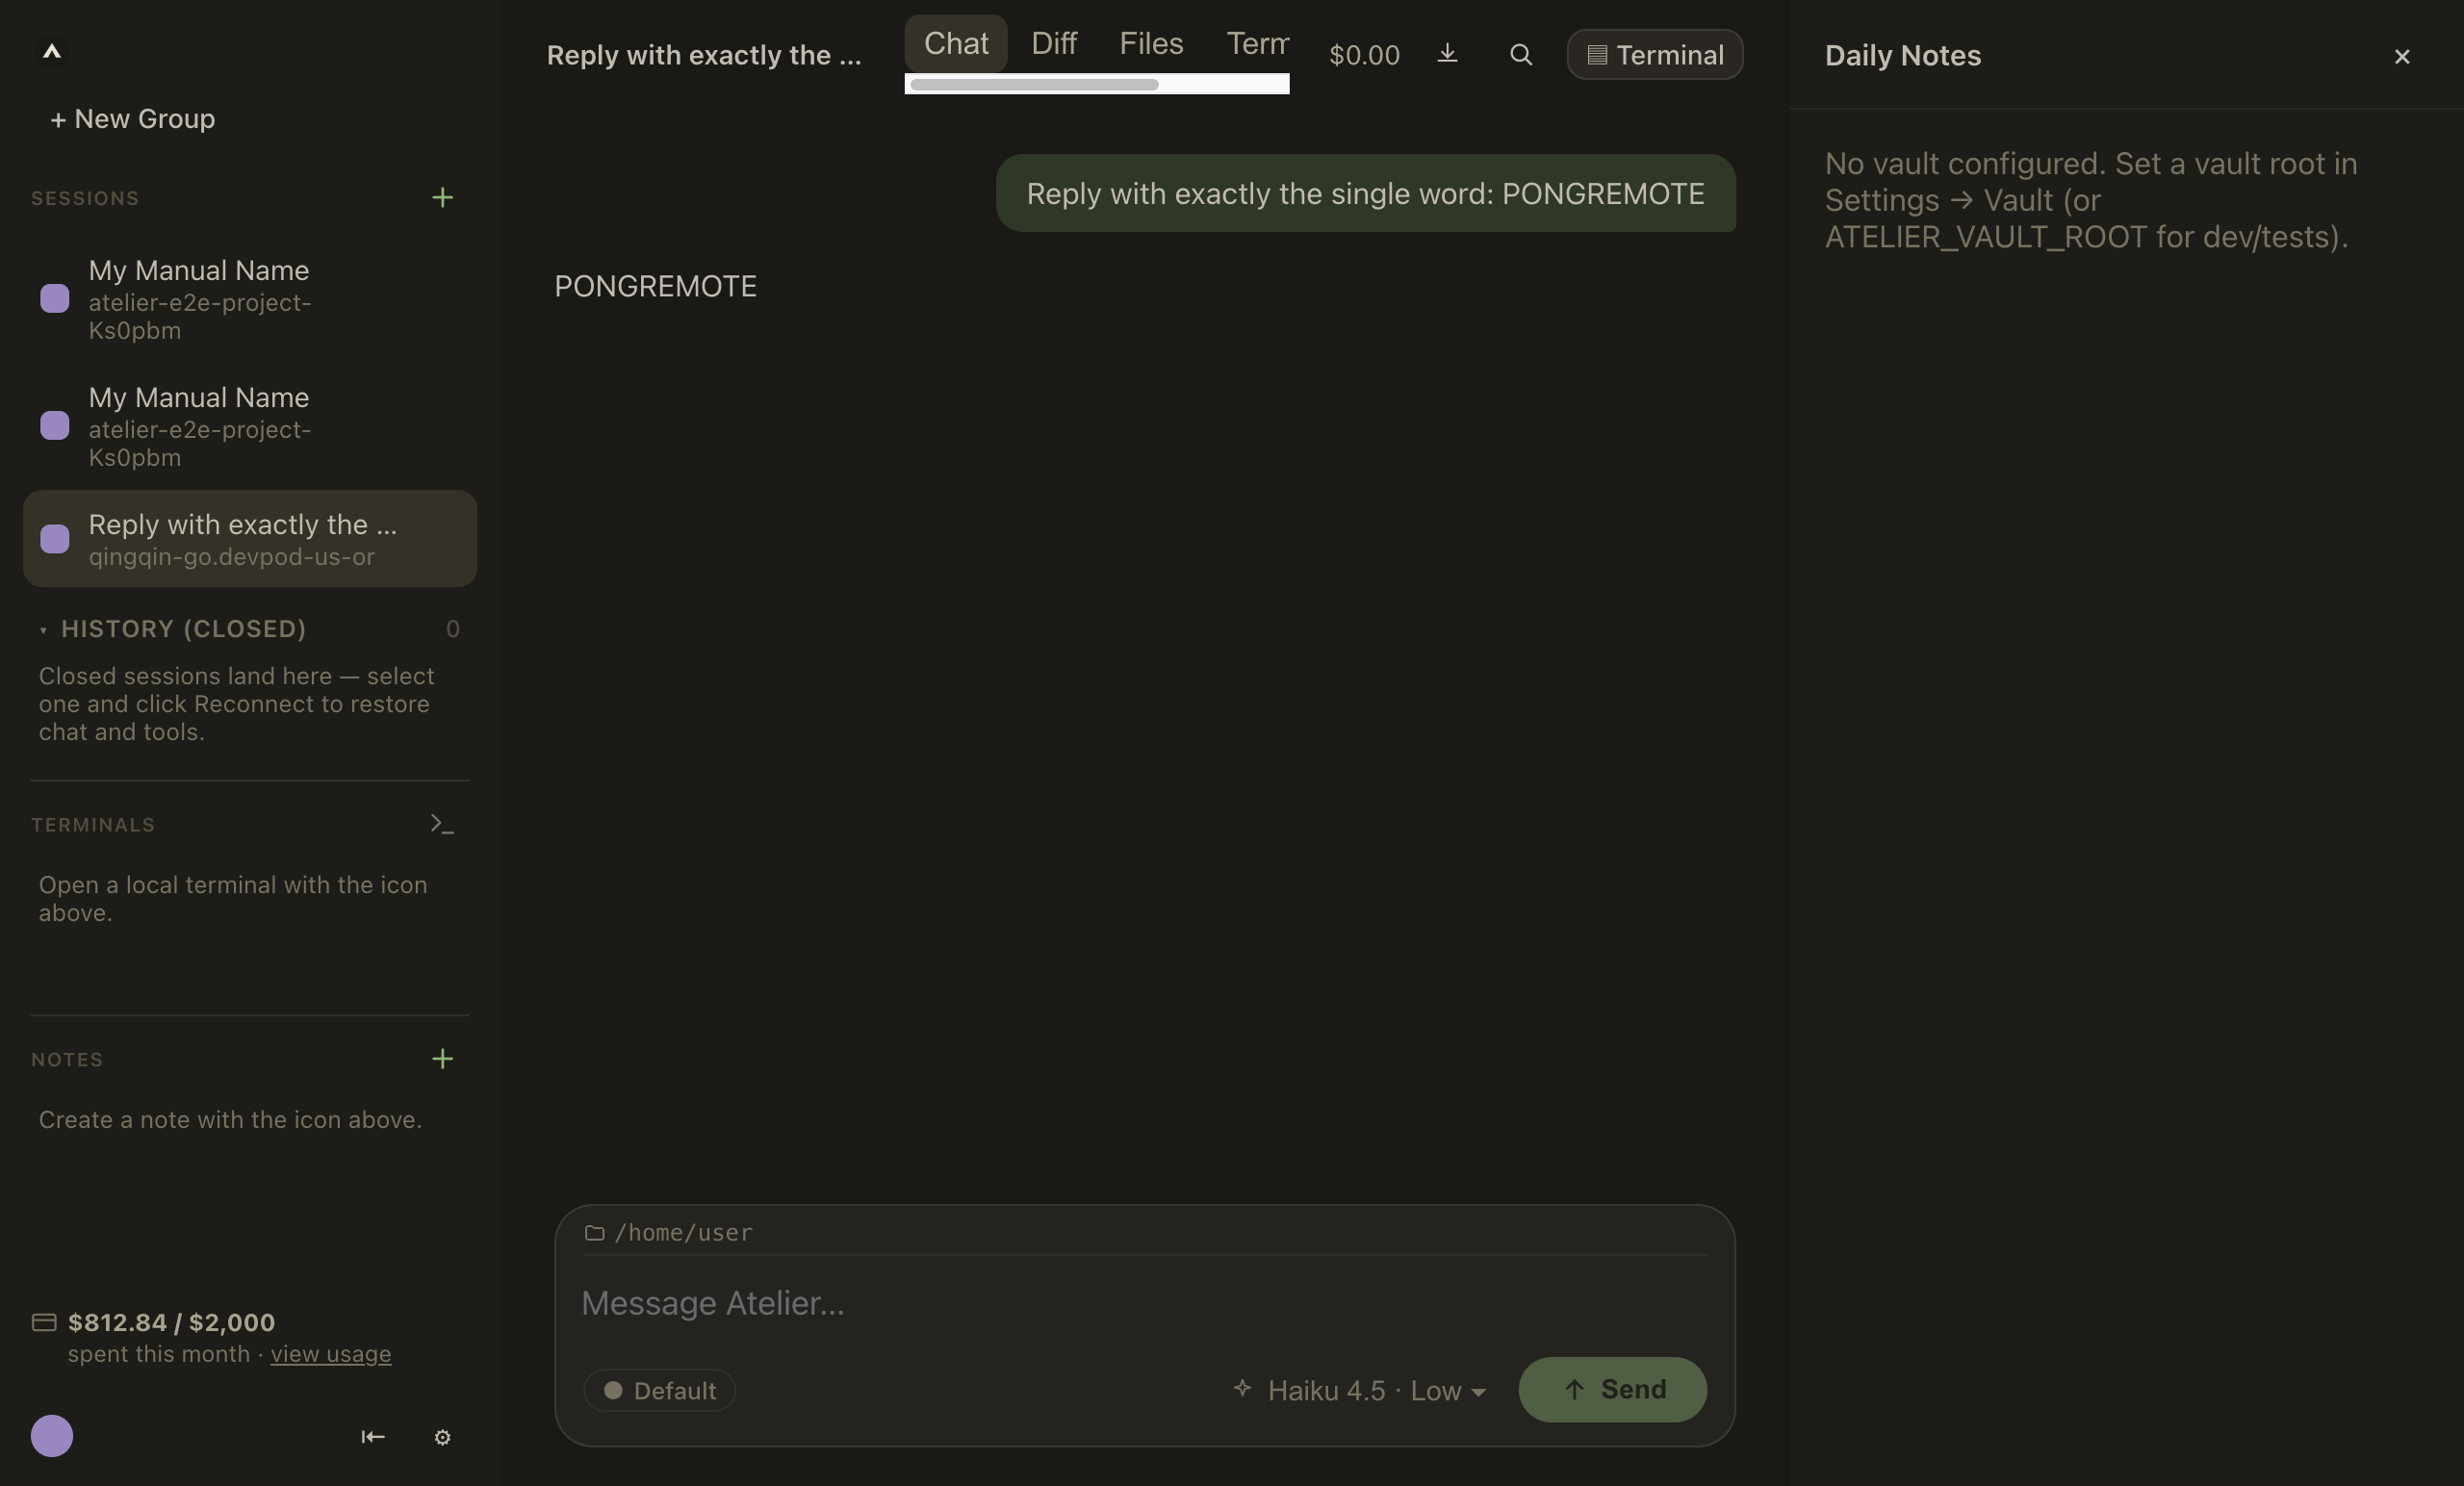 + New Group
SESSIONS
My Manual Name
atelier-e2e-project-
Ks0pbm
My Manual Name
atelier-e2e-project-
Ks0pbm
Reply with exactly the ...
qingqin-go.devpod-us-or
HISTORY (CLOSED) 0
Closed sessions land here — select
one and click Reconnect to restore
chat and tools.
TERMINALS
Open a local terminal with the icon
above.
NOTES
Create a note with the icon above.
$812.84 / $2,000
spent this month · view usage
Reply with exactly the ...
Chat Diff Files Term
$0.00
Terminal
Reply with exactly the single word: PONGREMOTE
PONGREMOTE
/home/user
Message Atelier...
Default
Haiku 4.5 · Low
Send
Daily Notes
No vault configured. Set a vault root in
Settings → Vault (or
ATELIER_VAULT_ROOT for dev/tests).